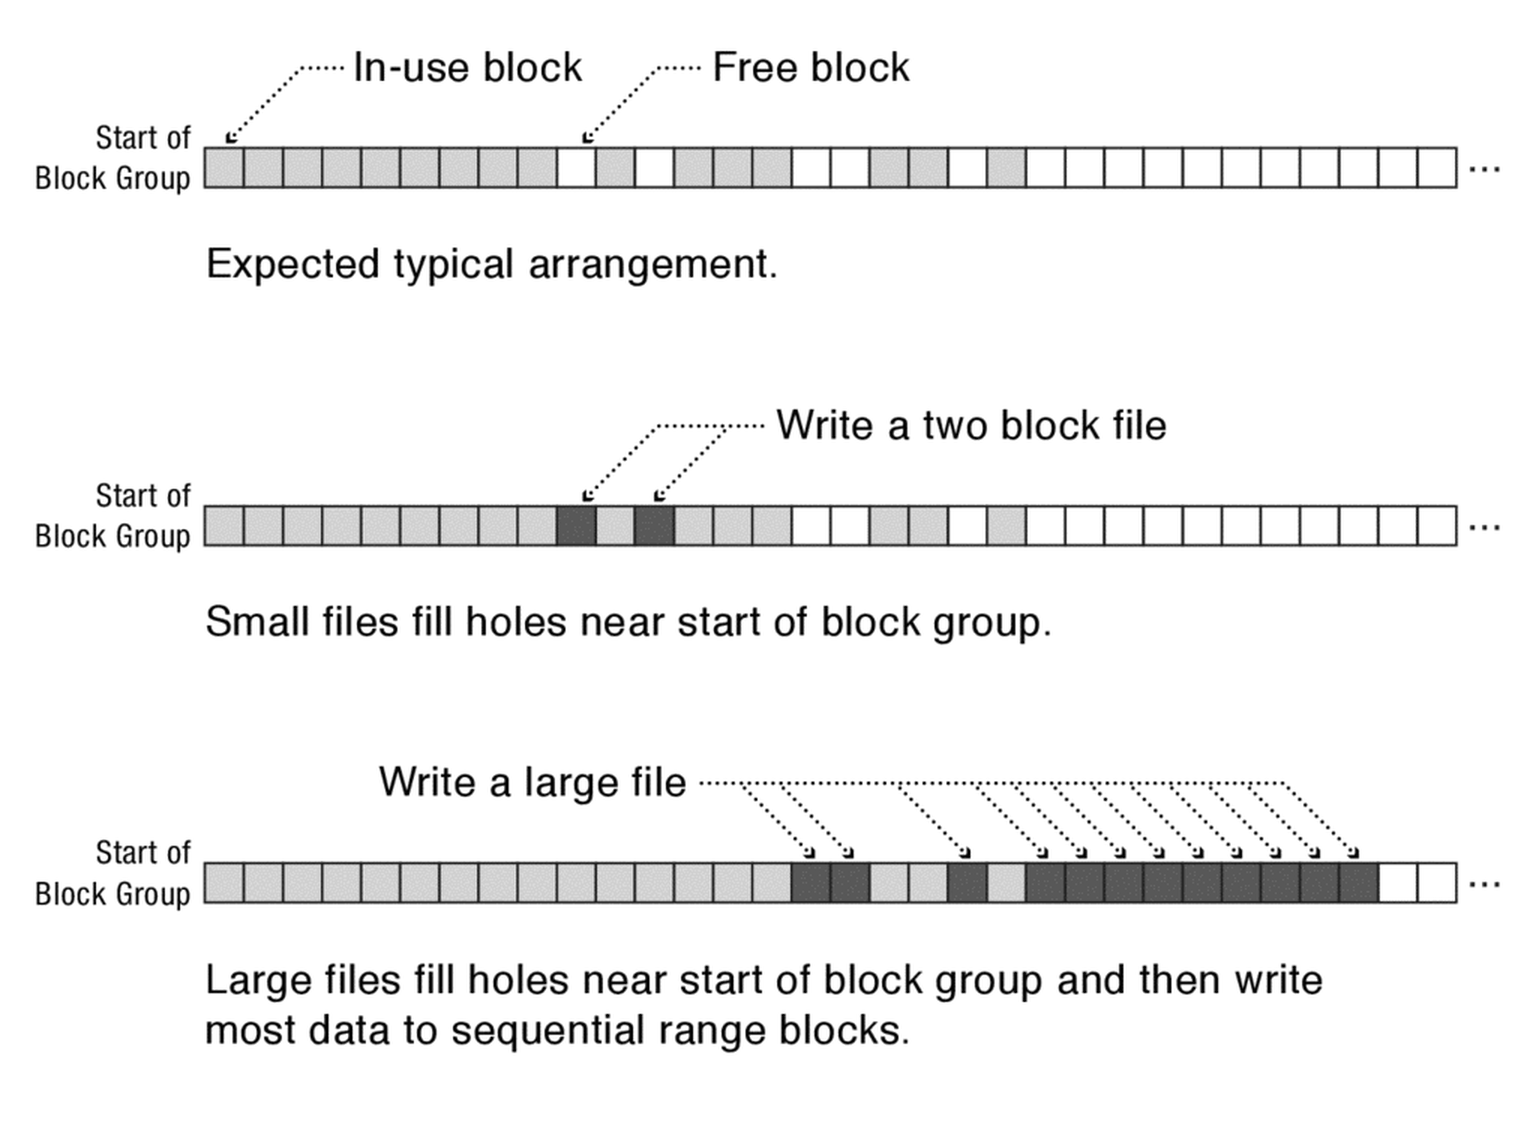 In-use block
Free block
Start of
Block Group
...
Expected typical arrangement.
Write a two block file
Start of
Block Group
...
Small files fill holes near start of block group.
Write a large file
Start of
Block Group
...
Large files fill holes near start of block group and then write
most data to sequential range blocks.